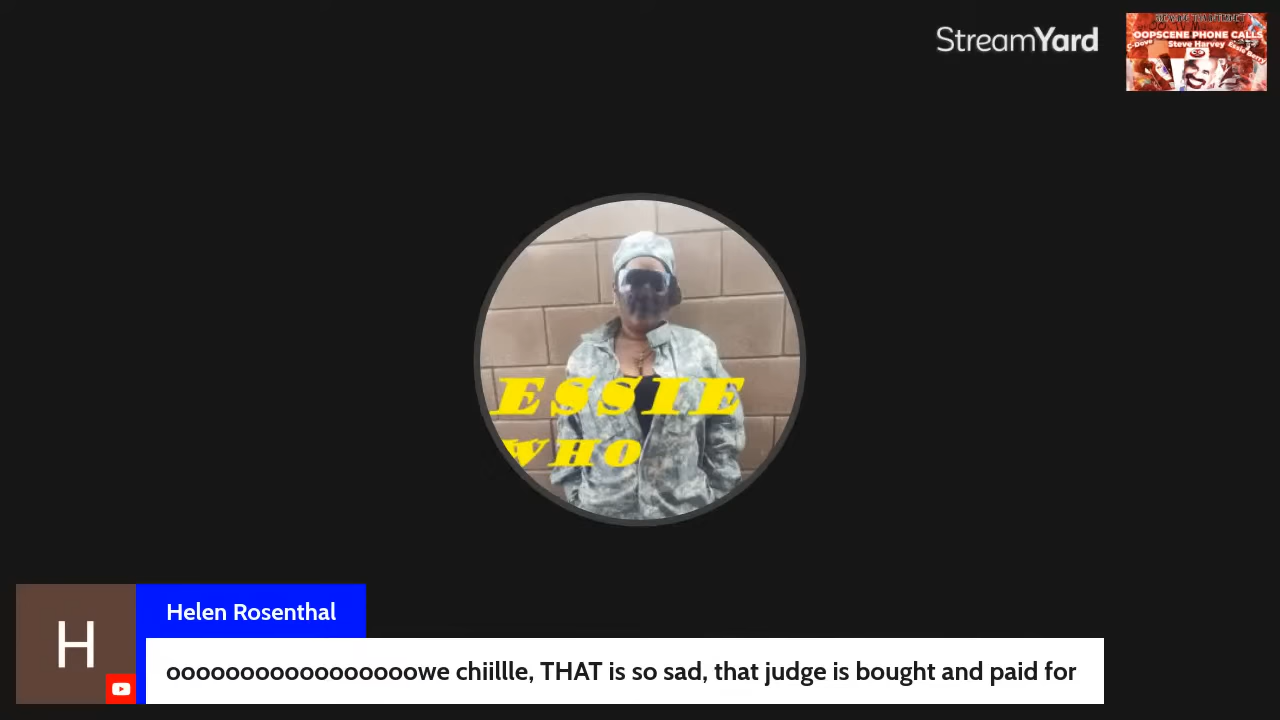 StreamYard
OOPSCENE PHONE CALLS
Steve Harvey
ESSIE
WHO
H
Helen Rosenthal
ooooooooooooooooowe chiillle, THAT is so sad, that judge is bought and paid for